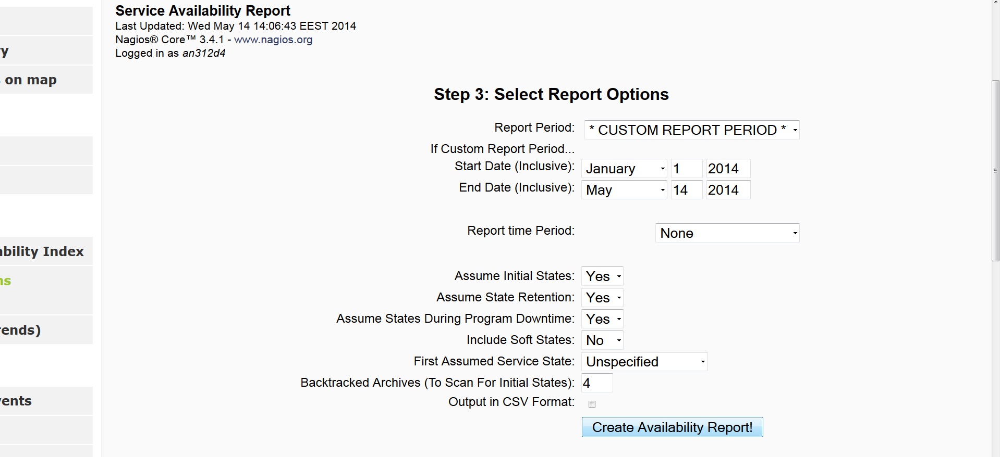 Service Availability Report
Last Updated: Wed May 14 14:06:43 EEST 2014
Nagios® Core™ 3.4.1 - www.nagios.org
Logged in as an312d4
on map
ability Index
ns
rends)
vents
Step 3: Select Report Options
Report Period: * CUSTOM REPORT PERIOD *
If Custom Report Period...
Start Date (Inclusive): January 1 2014
End Date (Inclusive): May 14 2014
Report time Period: None
Assume Initial States: Yes
Assume State Retention: Yes
Assume States During Program Downtime: Yes
Include Soft States: No
First Assumed Service State: Unspecified
Backtracked Archives (To Scan For Initial States): 4
Output in CSV Format:
Create Availability Report!